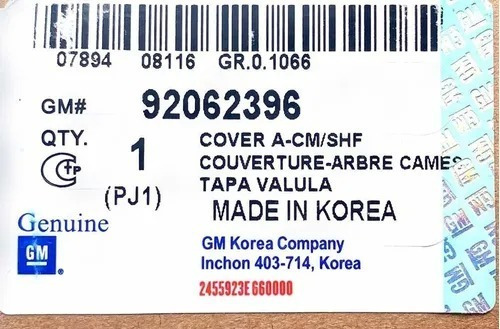 07894 08116 GR.0.1066
GM# 92062396
QTY. 1 COVER A-CM/SHF
COUVERTURE-ARBRE CAMES
(PJ1) TAPA VALULA
MADE IN KOREA
Genuine
GM
GM Korea Company
Inchon 403-714, Korea
2455923E660000